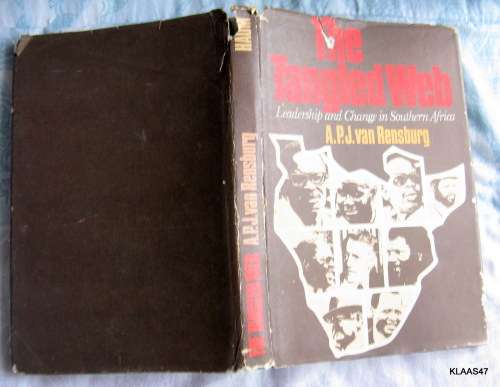 The
Tangled Web
Leadership and Change in Southern Africa
A.P.J. van Rensburg
A.P.J. van Rensburg
KLAAS47